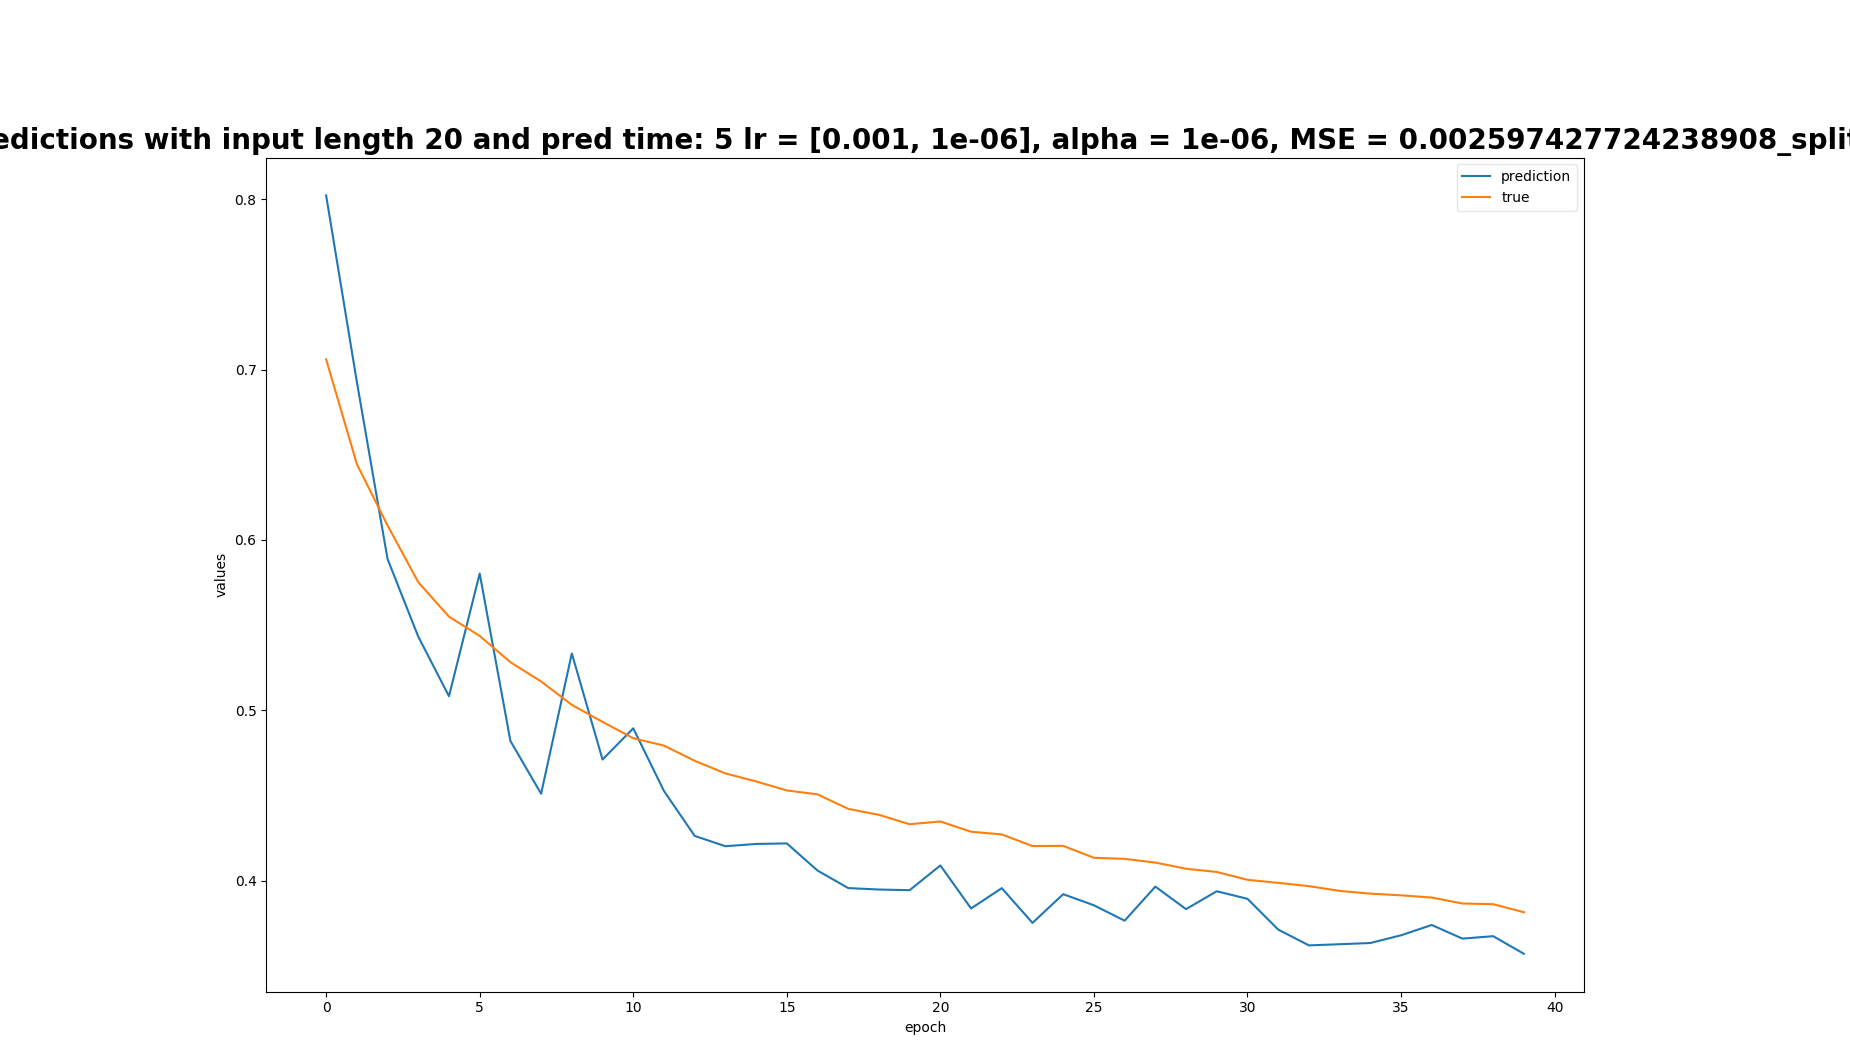 edictions with input length 20 and pred time: 5 lr = [0.001, 1e-06], alpha = 1e-06, MSE = 0.002597427724238908_split
prediction
true
0.8
0.7
0.6
0.5
0.4
values
0 5 10 15 20 25 30 35 40
epoch